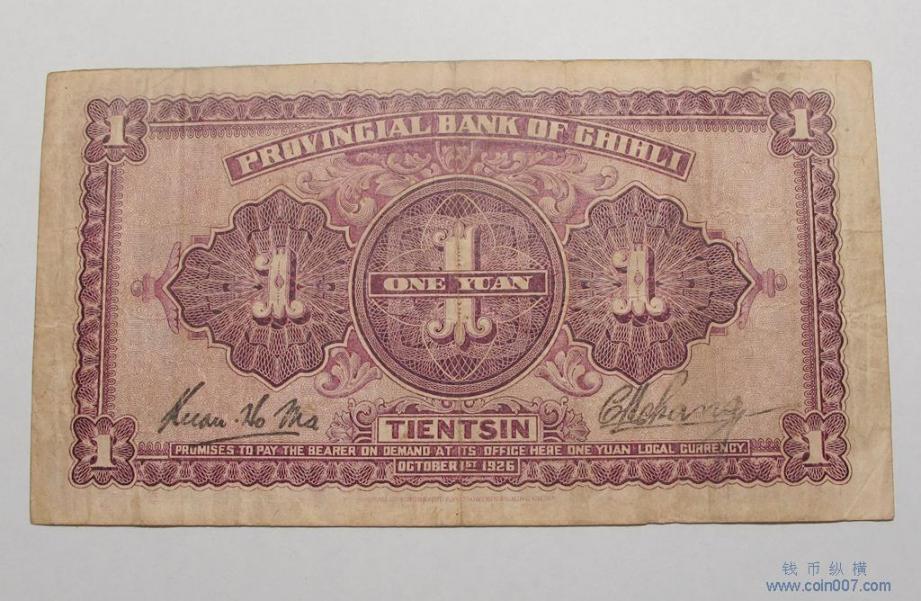 1 1
PROVINCIAL BANK OF CHIHLI
1 1 1
ONE YUAN
Kuan. Ho Ma
TIENTSIN
1 1
PROMISES TO PAY THE BEARER ON DEMAND AT ITS OFFICE HERE ONE YUAN LOCAL CURRENCY
OCTOBER 1ST 1926
钱币纵横
www.coin007.com